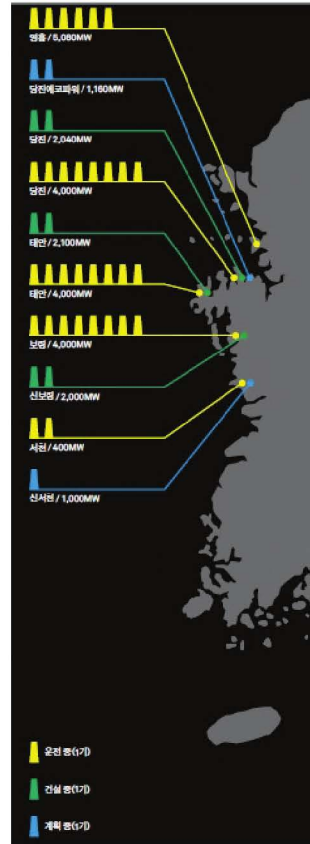 영흥 / 5,080MW
당진에코파워 / 1,160MW
당진 / 2,040MW
당진 / 4,000MW
태안 / 2,100MW
태안 / 4,000MW
보령 / 4,000MW
신보령 / 2,000MW
서천 / 400MW
신서천 / 1,000MW
운전 중(1기)
건설 중(1기)
계획 중(1기)